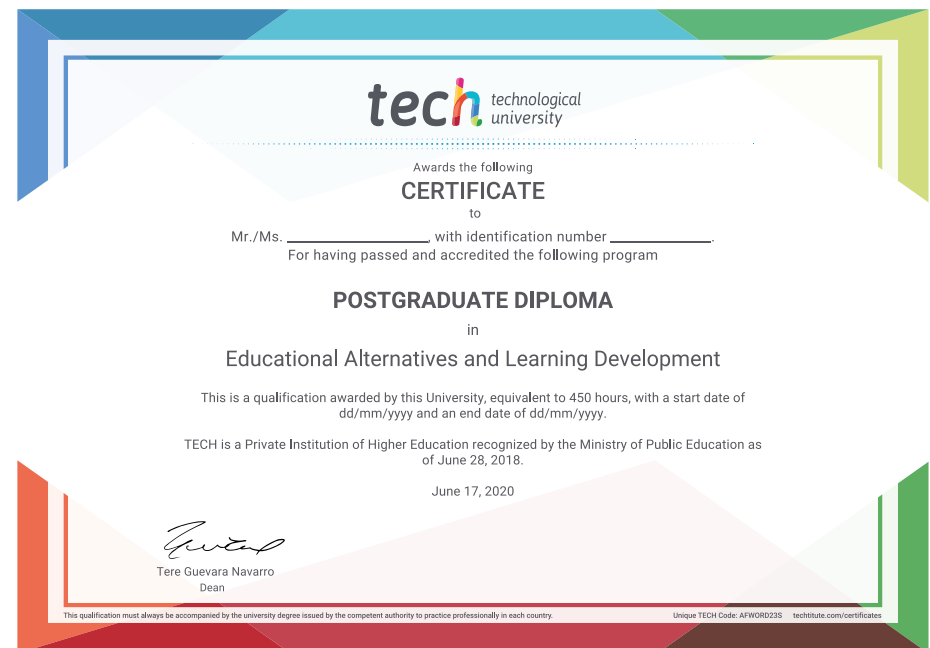 tech technological
university
Awards the following
CERTIFICATE
to
Mr./Ms. ____________, with identification number ____________.
For having passed and accredited the following program
POSTGRADUATE DIPLOMA
in
Educational Alternatives and Learning Development
This is a qualification awarded by this University, equivalent to 450 hours, with a start date of
dd/mm/yyyy and an end date of dd/mm/yyyy.
TECH is a Private Institution of Higher Education recognized by the Ministry of Public Education as
of June 28, 2018.
June 17, 2020
Tere Guevara Navarro
Dean
This qualification must always be accompanied by the university degree issued by the competent authority to practice professionally in each country. Unique TECH Code: AFWORD23S techtitute.com/certificates